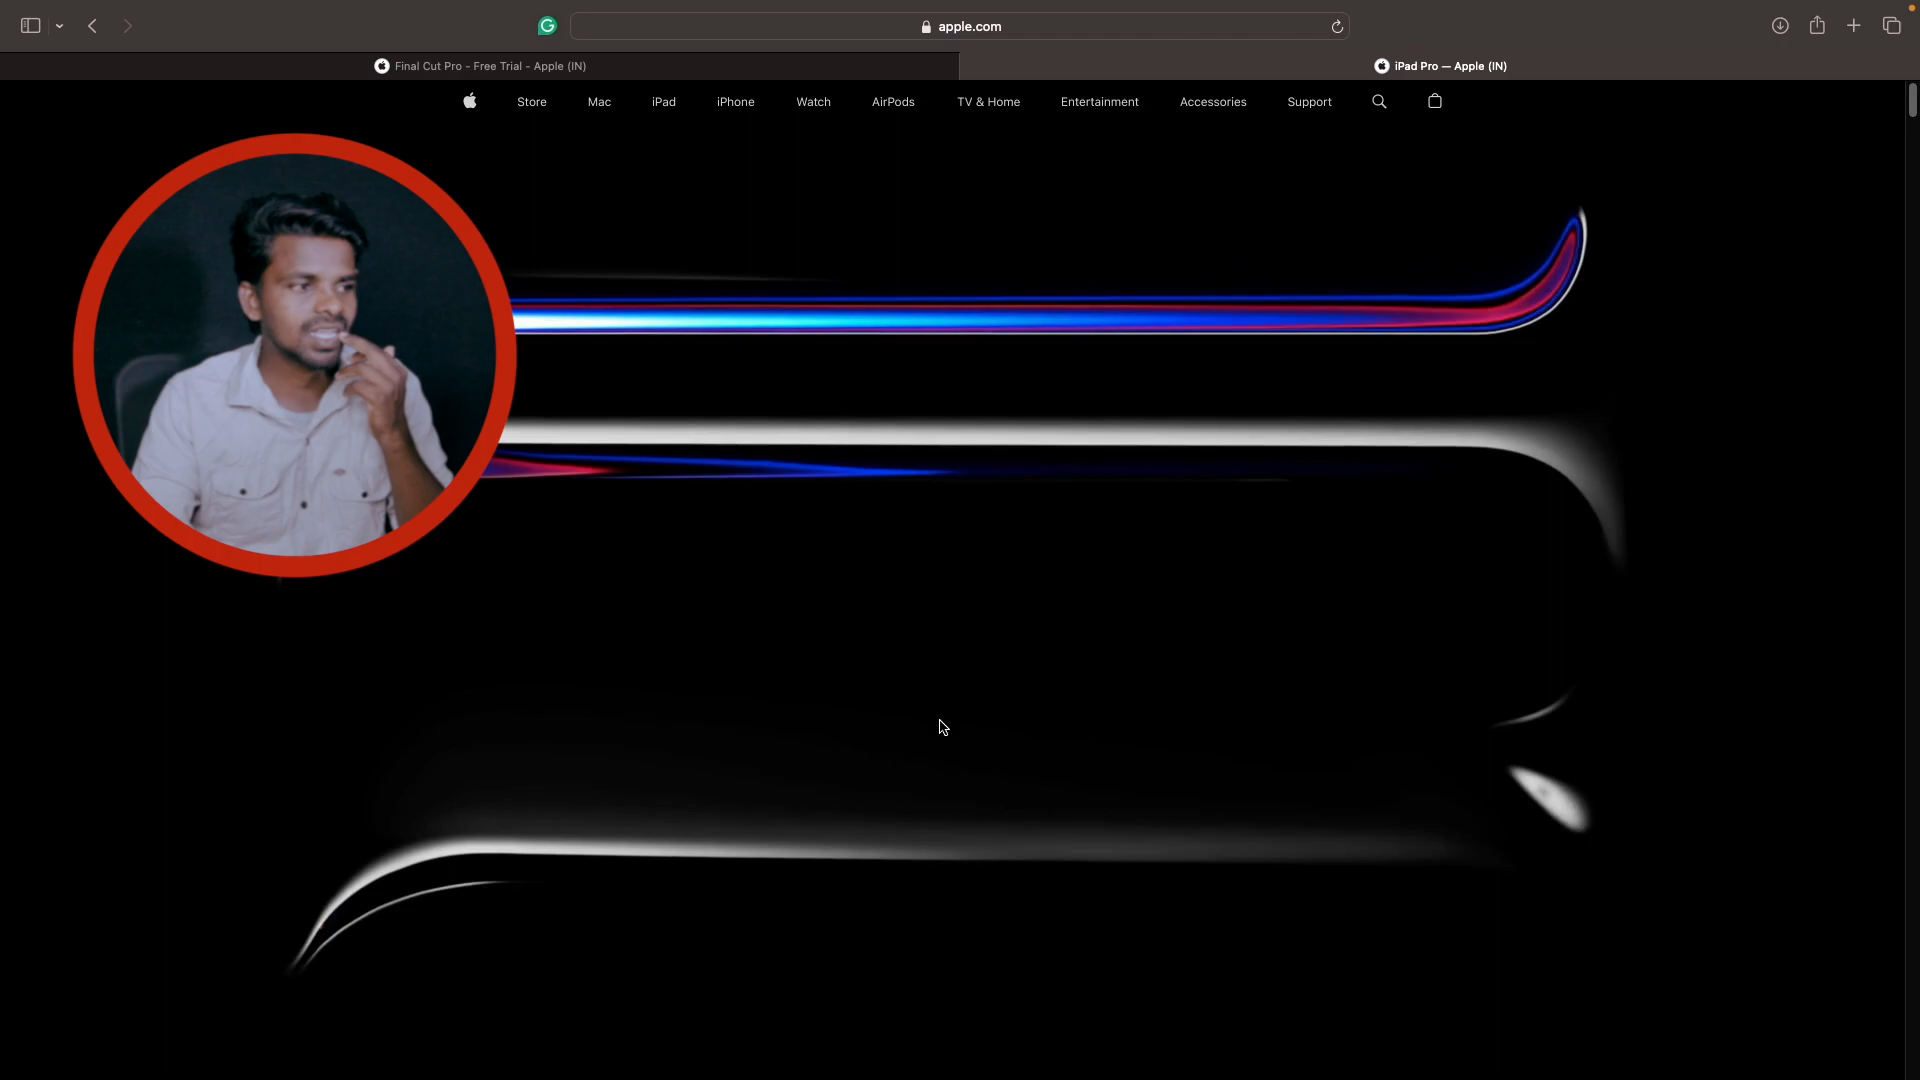 apple.com
Final Cut Pro - Free Trial - Apple (IN)
iPad Pro — Apple (IN)
Store Mac iPad iPhone Watch AirPods TV & Home Entertainment Accessories Support